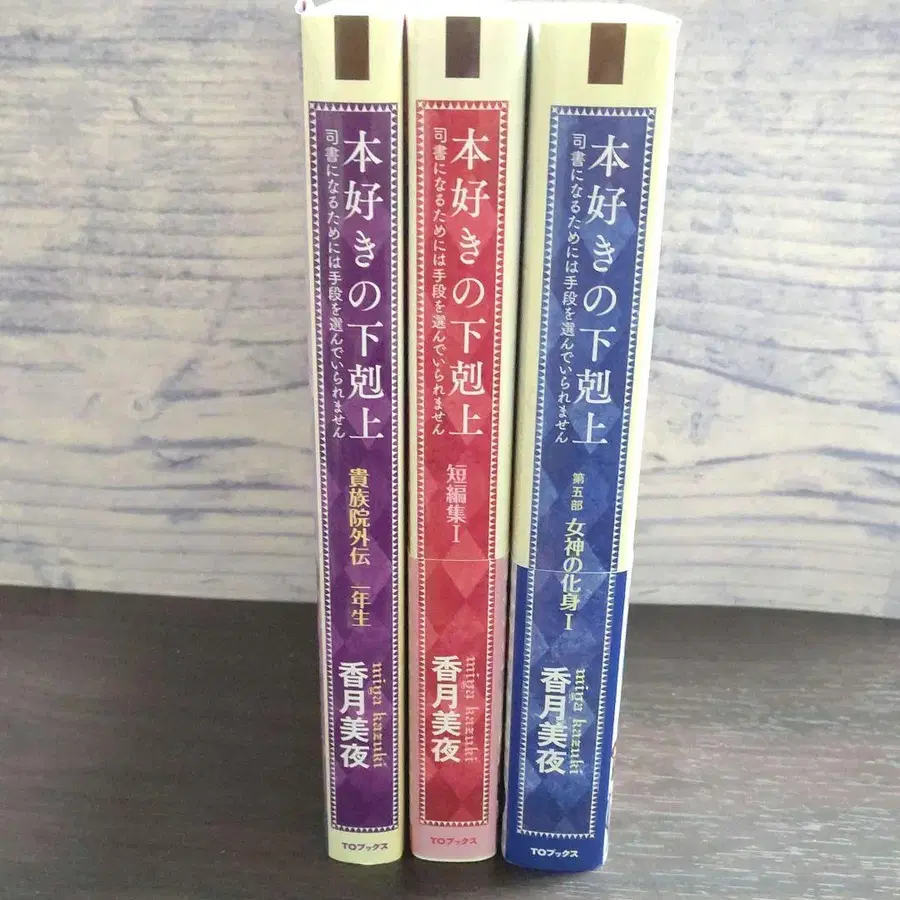 本好きの下剋上
司書になるためには手段を選んでいられません
貴族院外伝 一年生
香月美夜
miya kazuki
TOブックス
本好きの下剋上
司書になるためには手段を選んでいられません
短編集I
香月美夜
miya kazuki
TOブックス
本好きの下剋上
司書になるためには手段を選んでいられません
第五部 女神の化身I
香月美夜
miya kazuki
TOブックス